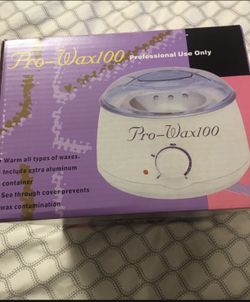 Pro-Wax100 Professional Use Only
Pro-Wax100
Warm all types of waxes.
Include extra aluminum
container
See through cover prevents
wax contamination